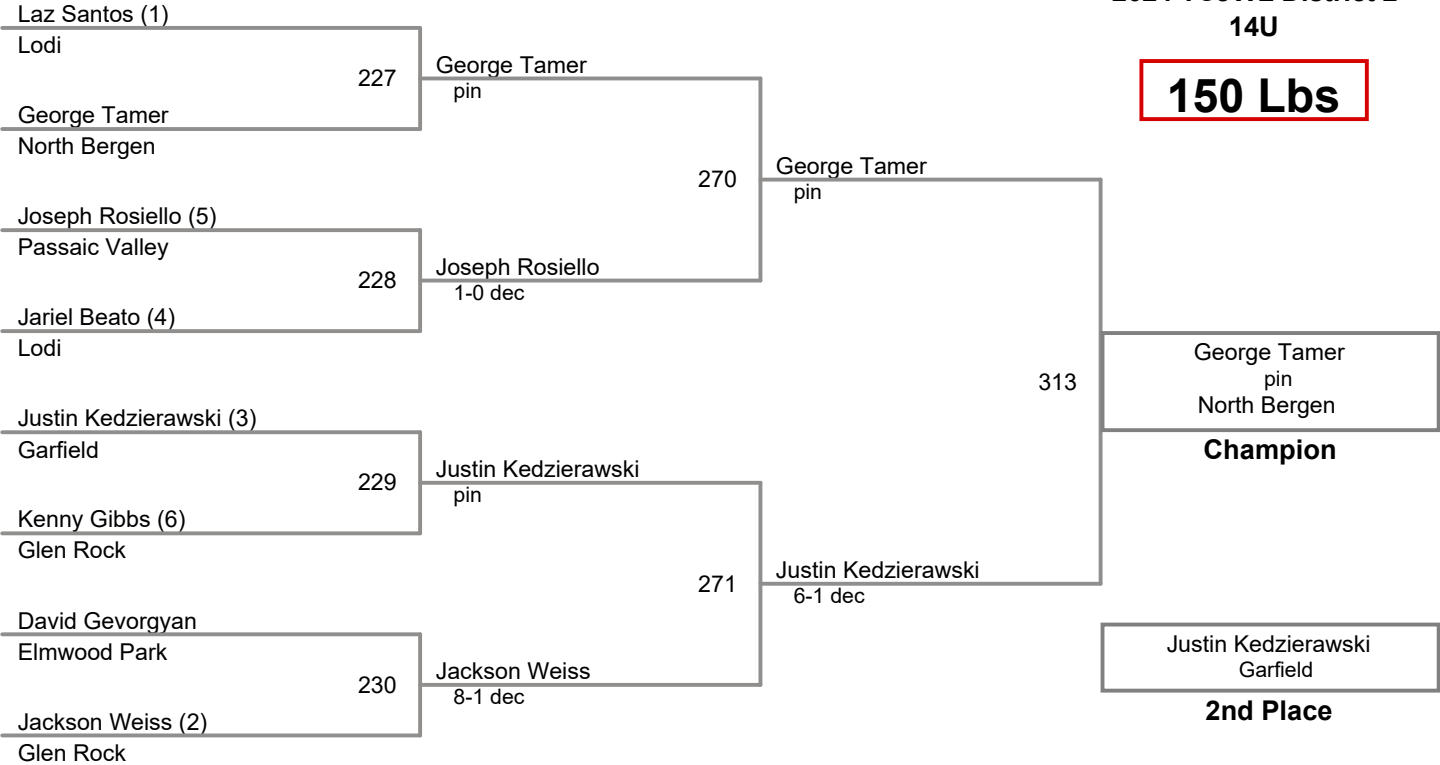 14U
150 Lbs
Laz Santos (1)
Lodi
227
George Tamer
North Bergen
George Tamer
pin
Joseph Rosiello (5)
Passaic Valley
228
Jariel Beato (4)
Lodi
Joseph Rosiello
1-0 dec
270
George Tamer
pin
Justin Kedzierawski (3)
Garfield
229
Kenny Gibbs (6)
Glen Rock
Justin Kedzierawski
pin
David Gevorgyan
Elmwood Park
230
Jackson Weiss (2)
Glen Rock
Jackson Weiss
8-1 dec
271
Justin Kedzierawski
6-1 dec
313
George Tamer
pin
North Bergen
Champion
Justin Kedzierawski
Garfield
2nd Place